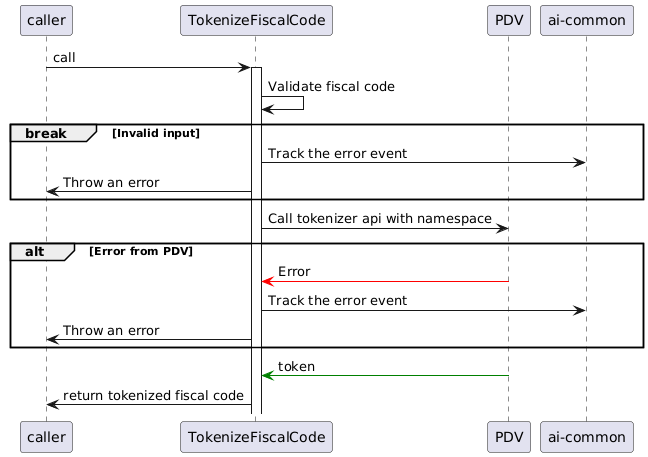 caller TokenizeFiscalCode PDV ai-common
call
Validate fiscal code
break [Invalid input]
Track the error event
Throw an error
Call tokenizer api with namespace
alt [Error from PDV]
Error
Track the error event
Throw an error
token
return tokenized fiscal code
caller TokenizeFiscalCode PDV ai-common